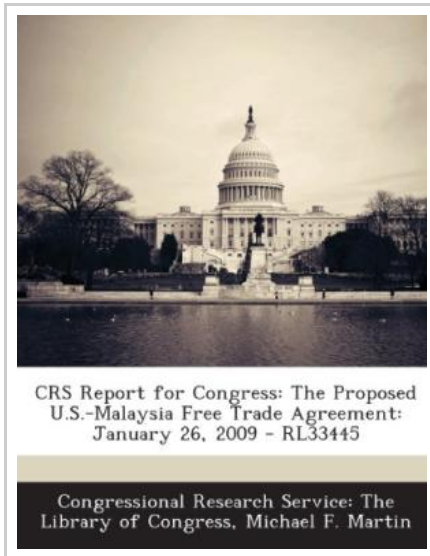 CRS Report for Congress: The Proposed
U.S.-Malaysia Free Trade Agreement:
January 26, 2009 - RL33445
Congressional Research Service: The
Library of Congress, Michael F. Martin